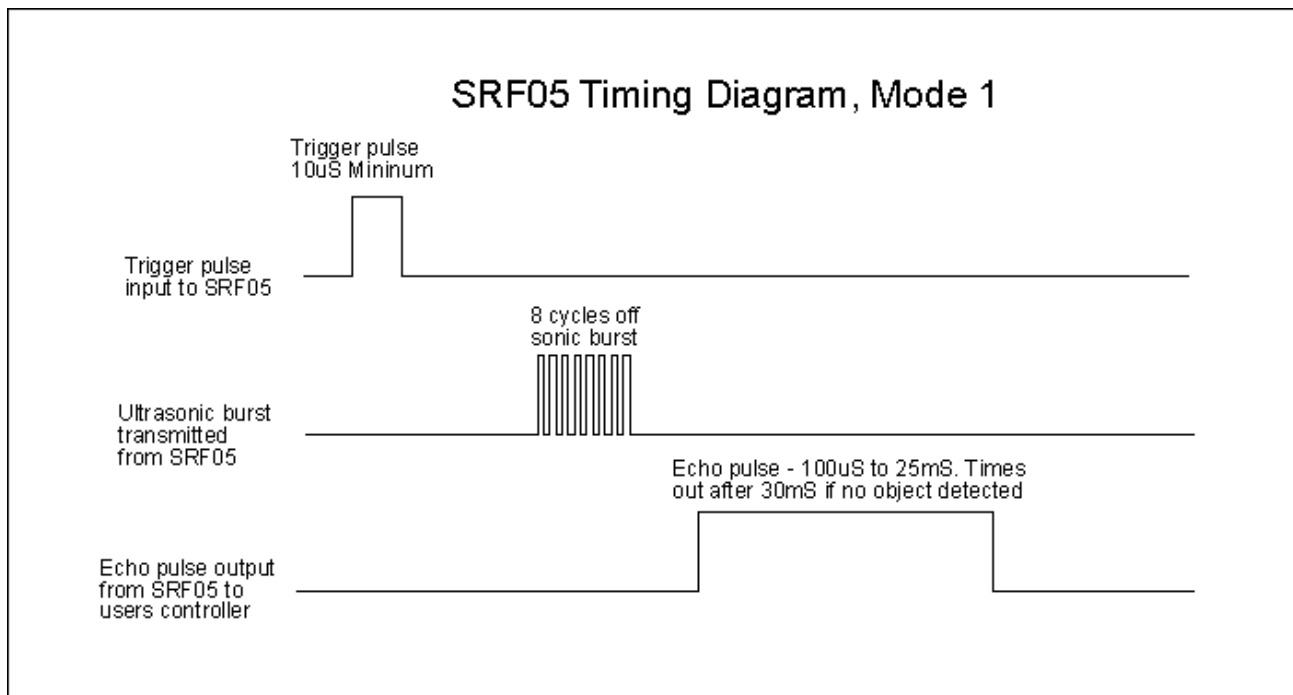 SRF05 Timing Diagram, Mode 1
Trigger pulse
10uS Mininum
Trigger pulse
input to SRF05
8 cycles off
sonic burst
Ultrasonic burst
transmitted
from SRF05
Echo pulse - 100uS to 25mS. Times
out after 30mS if no object detected
Echo pulse output
from SRF05 to
users controller